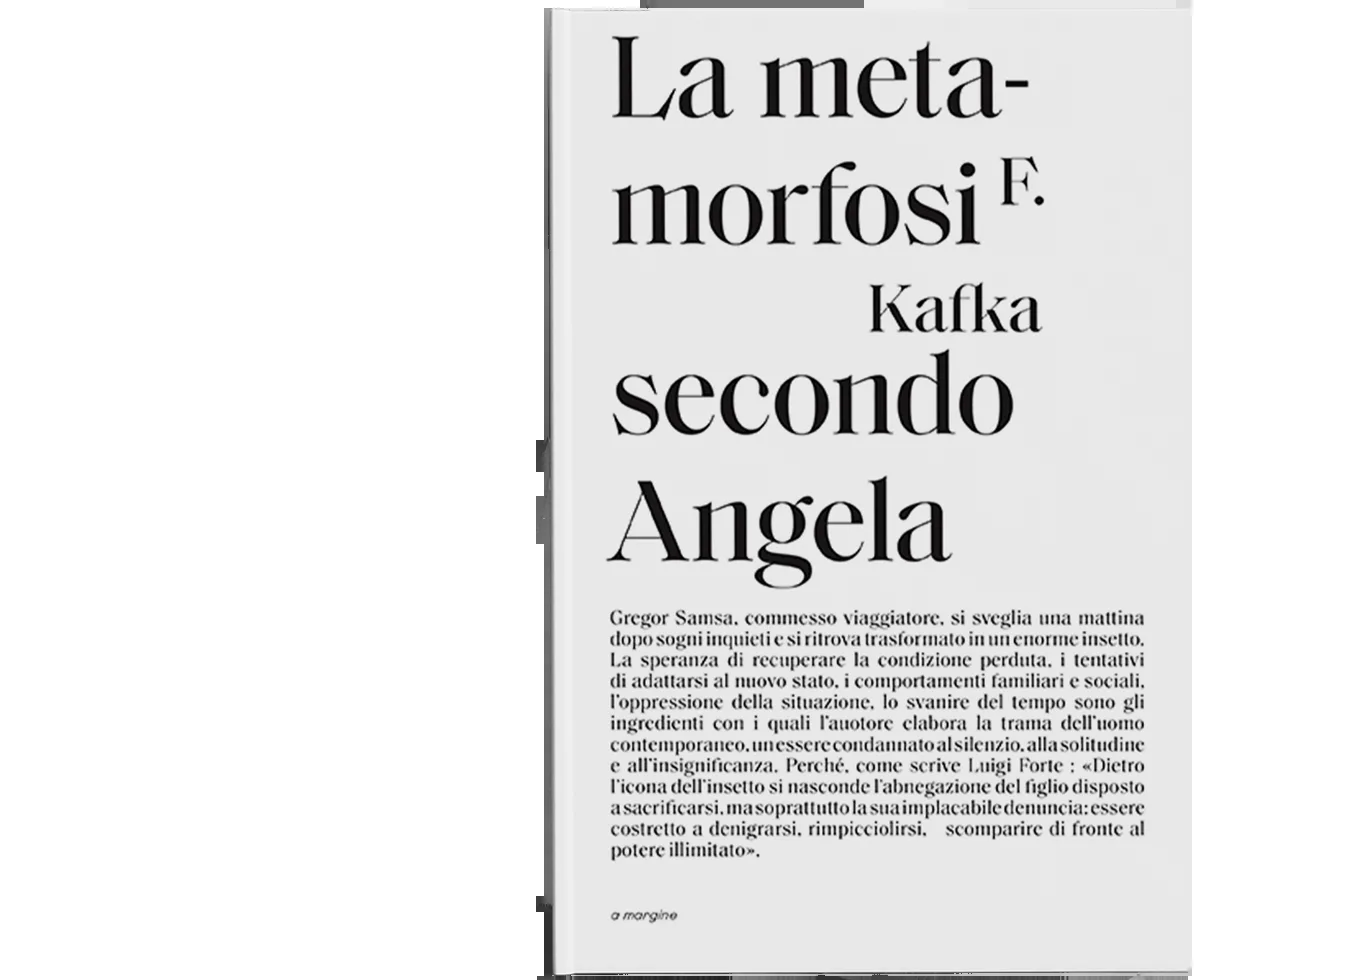 La meta-
morfosi F.
Kafka
secondo
Angela
Gregor Samsa, commesso viaggiatore, si sveglia una mattina
dopo sogni inquieti e si ritrova trasformato in un enorme insetto.
La speranza di recuperare la condizione perduta, i tentativi
di adattarsi al nuovo stato, i comportamenti familiari e sociali,
l'oppressione della situazione, lo svanire del tempo sono gli
ingredienti con i quali l'auotore elabora la trama dell'uomo
contemporaneo, un essere condannato al silenzio, alla solitudine
e all'insignificanza. Perché, come scrive Luigi Forte : «Dietro
l'icona dell'insetto si nasconde l'abnegazione del figlio disposto
a sacrificarsi, ma soprattutto la sua implacabile denuncia: essere
costretto a denigrarsi, rimpicciolirsi, scomparire di fronte al
potere illimitato».
a margine